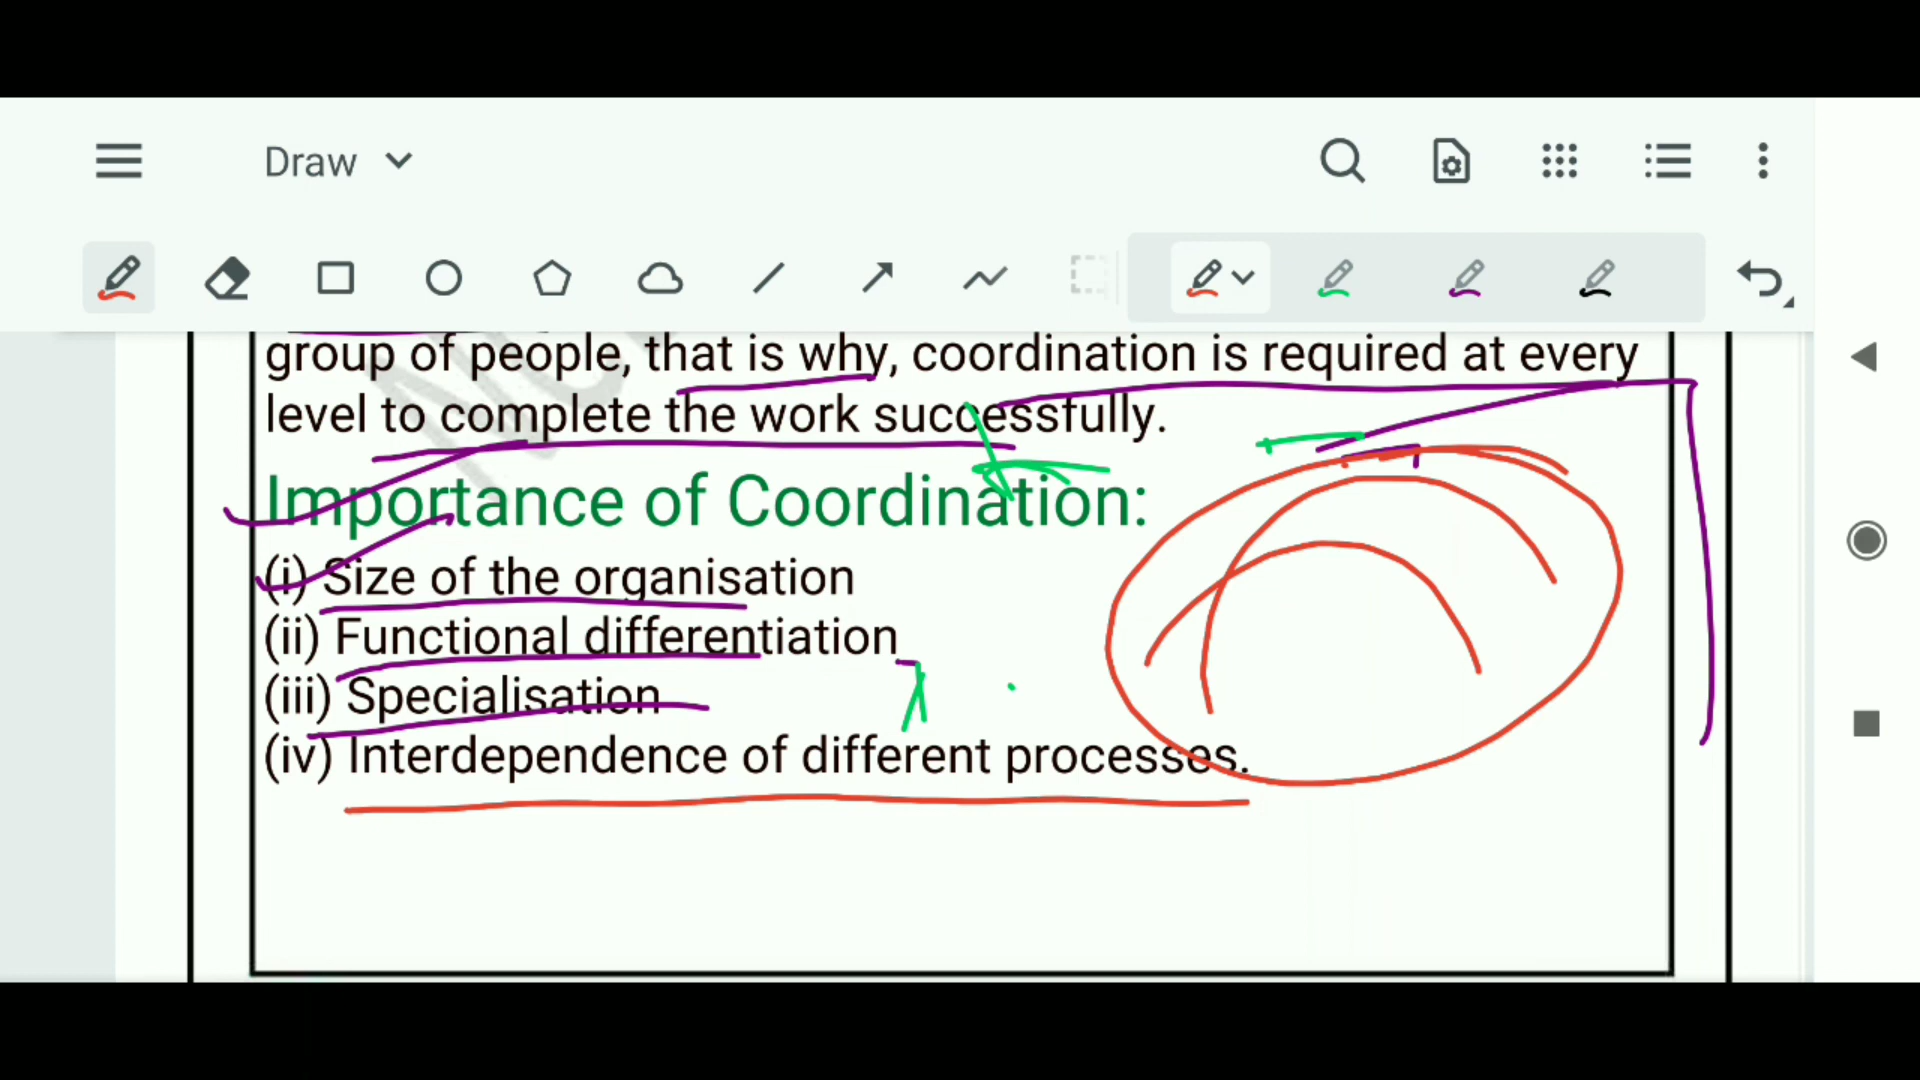 Draw
group of people, that is why, coordination is required at every
level to complete the work successfully.
Importance of Coordination:
(i) Size of the organisation
(ii) Functional differentiation
(iii) Specialisation
(iv) Interdependence of different processes.